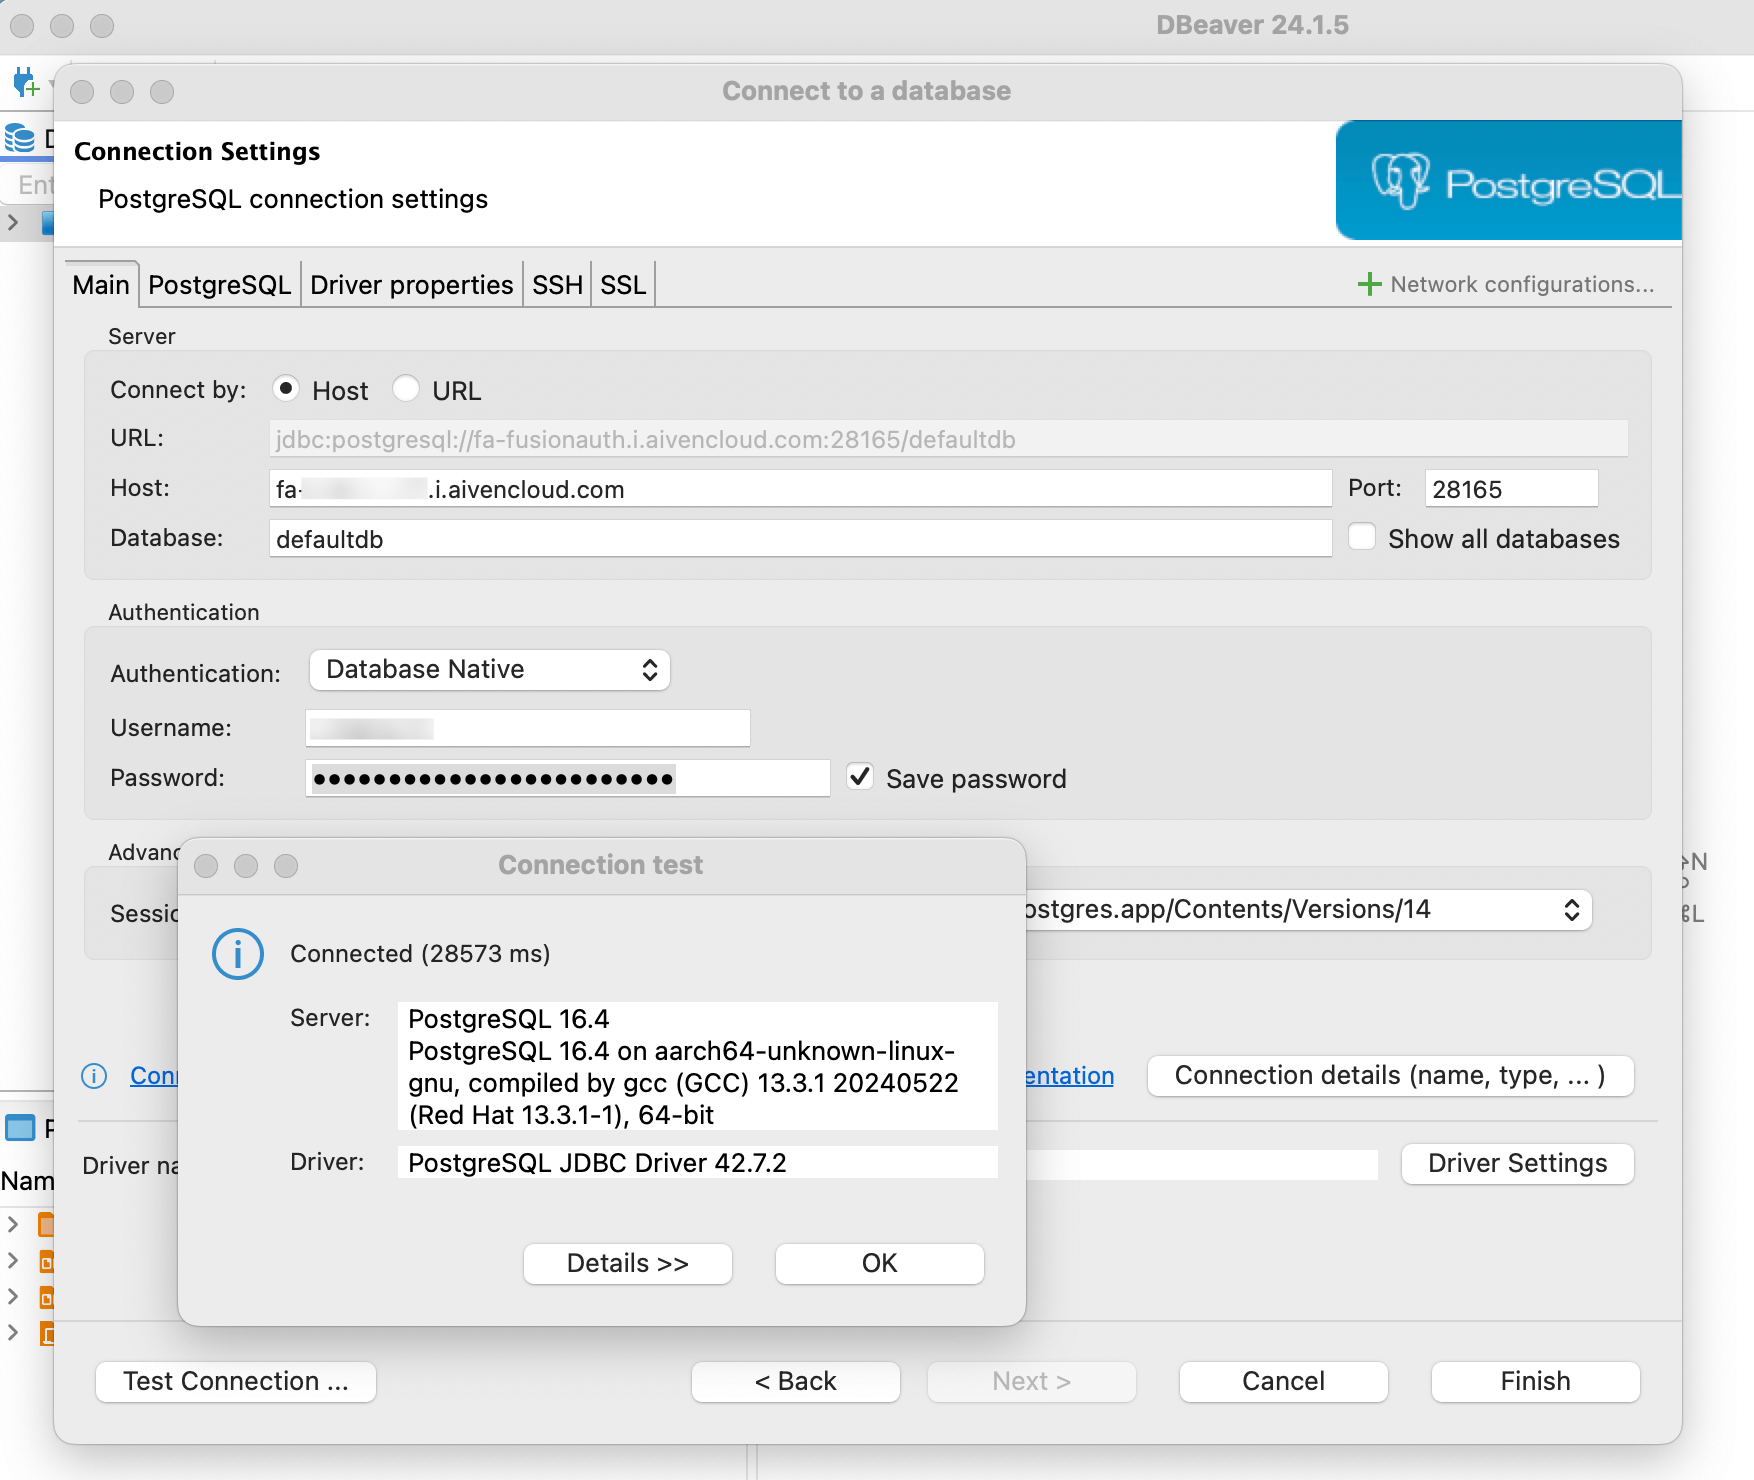 DBeaver 24.1.5
Connect to a database
Connection Settings
PostgreSQL connection settings
PostgreSQL
Main PostgreSQL Driver properties SSH SSL Network configurations...
Server
Connect by: Host URL
URL: jdbc:postgresql://fa-fusionauth.i.aivencloud.com:28165/defaultdb
Host: fa- .i.aivencloud.com Port: 28165
Database: defaultdb Show all databases
Authentication
Authentication: Database Native
Username:
Password: Save password
Advanc
Connection test
Sessio ostgres.app/Contents/Versions/14
Connected (28573 ms)
Server: PostgreSQL 16.4
PostgreSQL 16.4 on aarch64-unknown-linux-
gnu, compiled by gcc (GCC) 13.3.1 20240522
(Red Hat 13.3.1-1), 64-bit
Conn entation Connection details (name, type, ... )
Driver: PostgreSQL JDBC Driver 42.7.2
Driver na Driver Settings
Nam
Details >> OK
Test Connection ... < Back Next > Cancel Finish